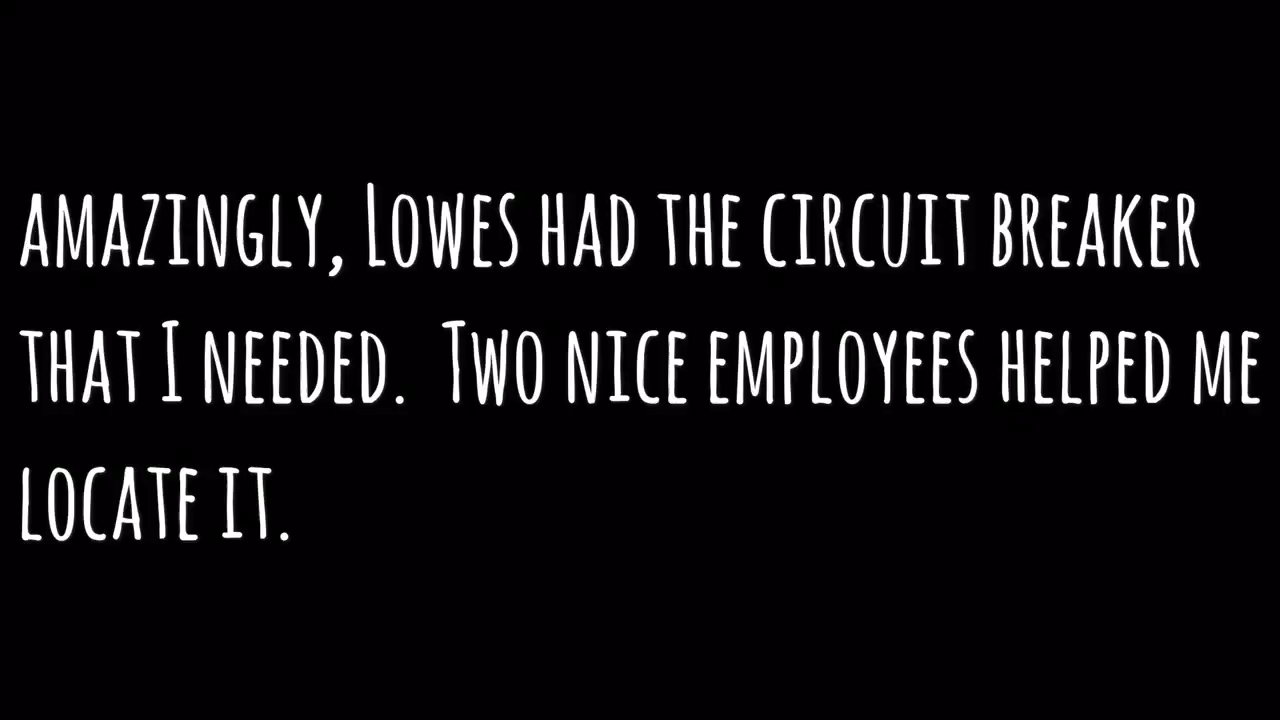 amazingly, Lowes had the circuit breaker
that I needed.  Two nice employees helped me
locate it.